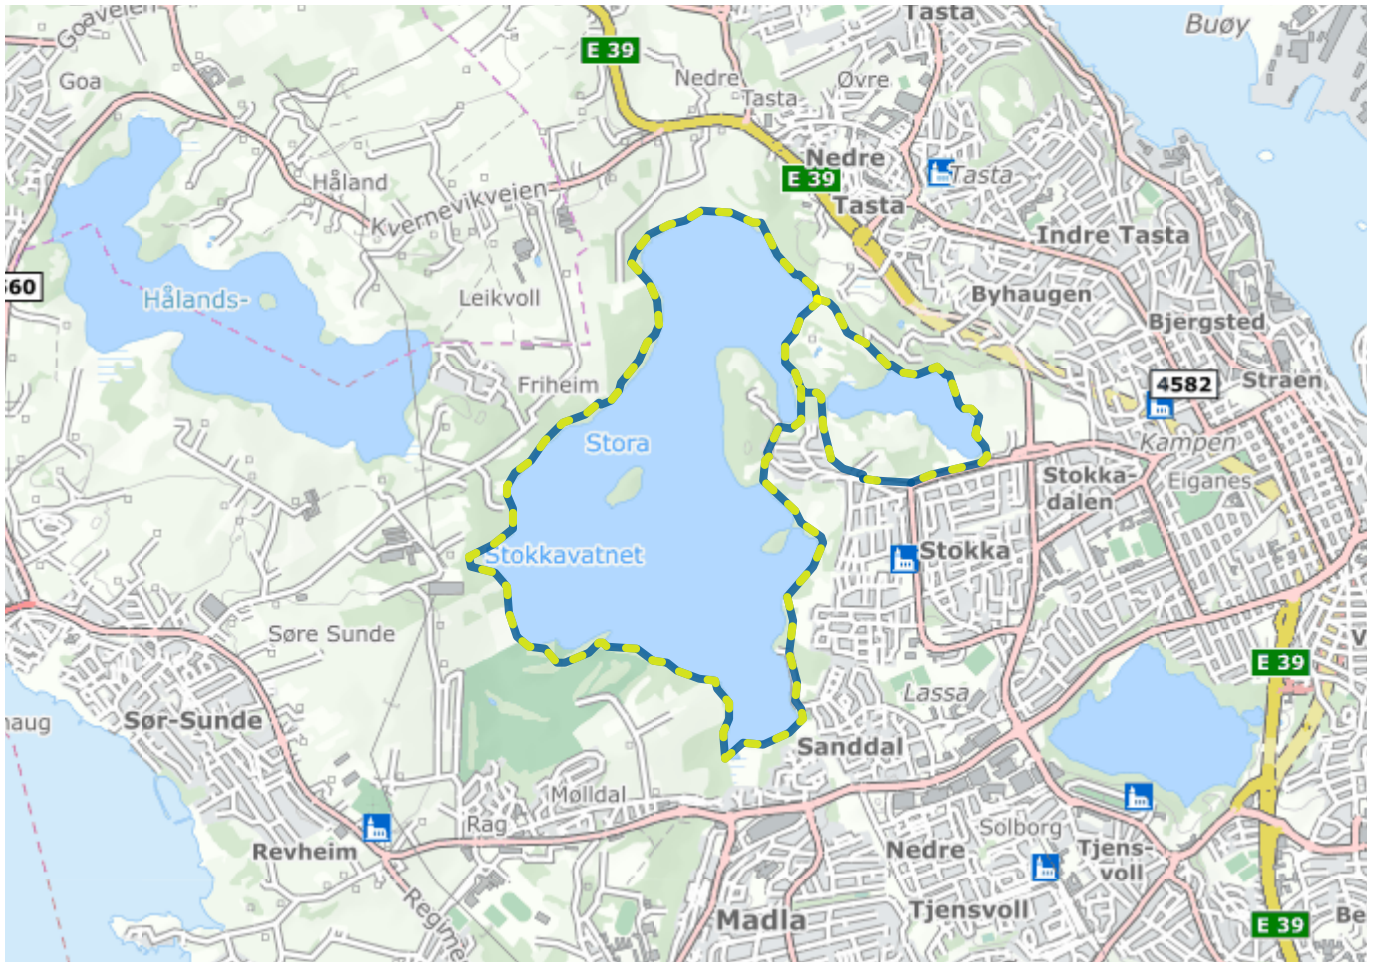 Tasta
Buøy
Goaveien
E 39
Nedre
Øvre
Goa
Tasta
Nedre
E 39
Tasta
Håland
Kvernevikveien
Tasta
Indre Tasta
Hålands-
Leikvoll
Byhaugen
Bjergsted
Friheim
4582
Straen
Stora
Kampen
Stokka-
dalen
Eiganes
Stokkavatnet
Stokka
Søre Sunde
E 39
Lassa
haug
Sør-Sunde
Sanddal
Mølldal
Rag
Solborg
Revheim
Nedre
Tjensvoll
Tjens-
voll
Madla
E 39
Be